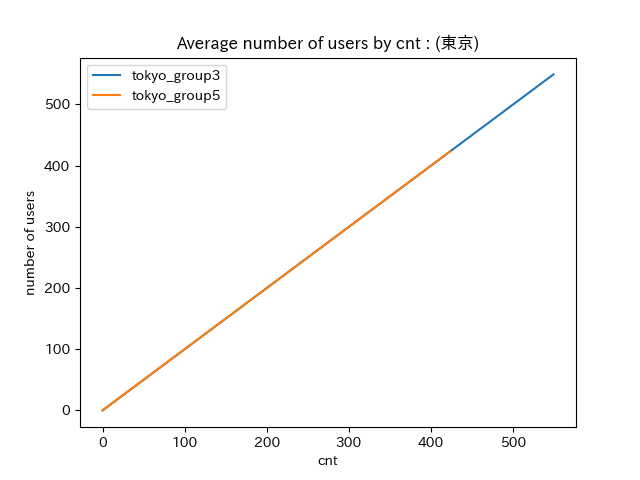 Average number of users by cnt : (東京)
tokyo_group3
tokyo_group5
number of users
500
400
300
200
100
0
0 100 200 300 400 500
cnt